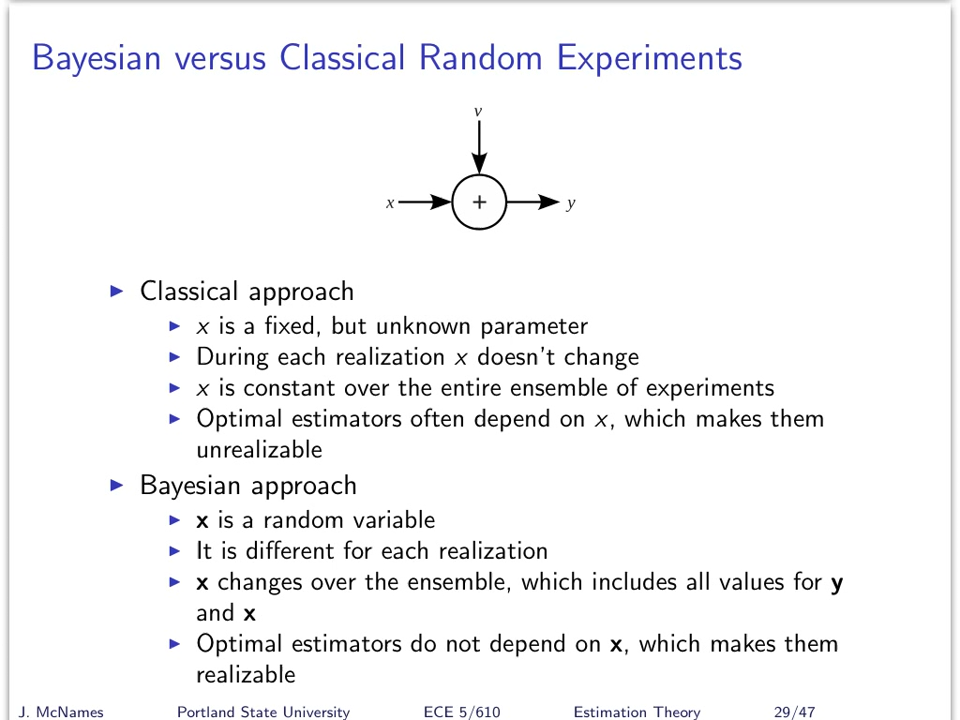 Bayesian versus Classical Random Experiments
v
x
+
y
► Classical approach
► x is a fixed, but unknown parameter
► During each realization x doesn't change
► x is constant over the entire ensemble of experiments
► Optimal estimators often depend on x, which makes them
unrealizable
► Bayesian approach
► x is a random variable
► It is different for each realization
► x changes over the ensemble, which includes all values for y
and x
► Optimal estimators do not depend on x, which makes them
realizable
J. McNames Portland State University ECE 5/610 Estimation Theory 29/47